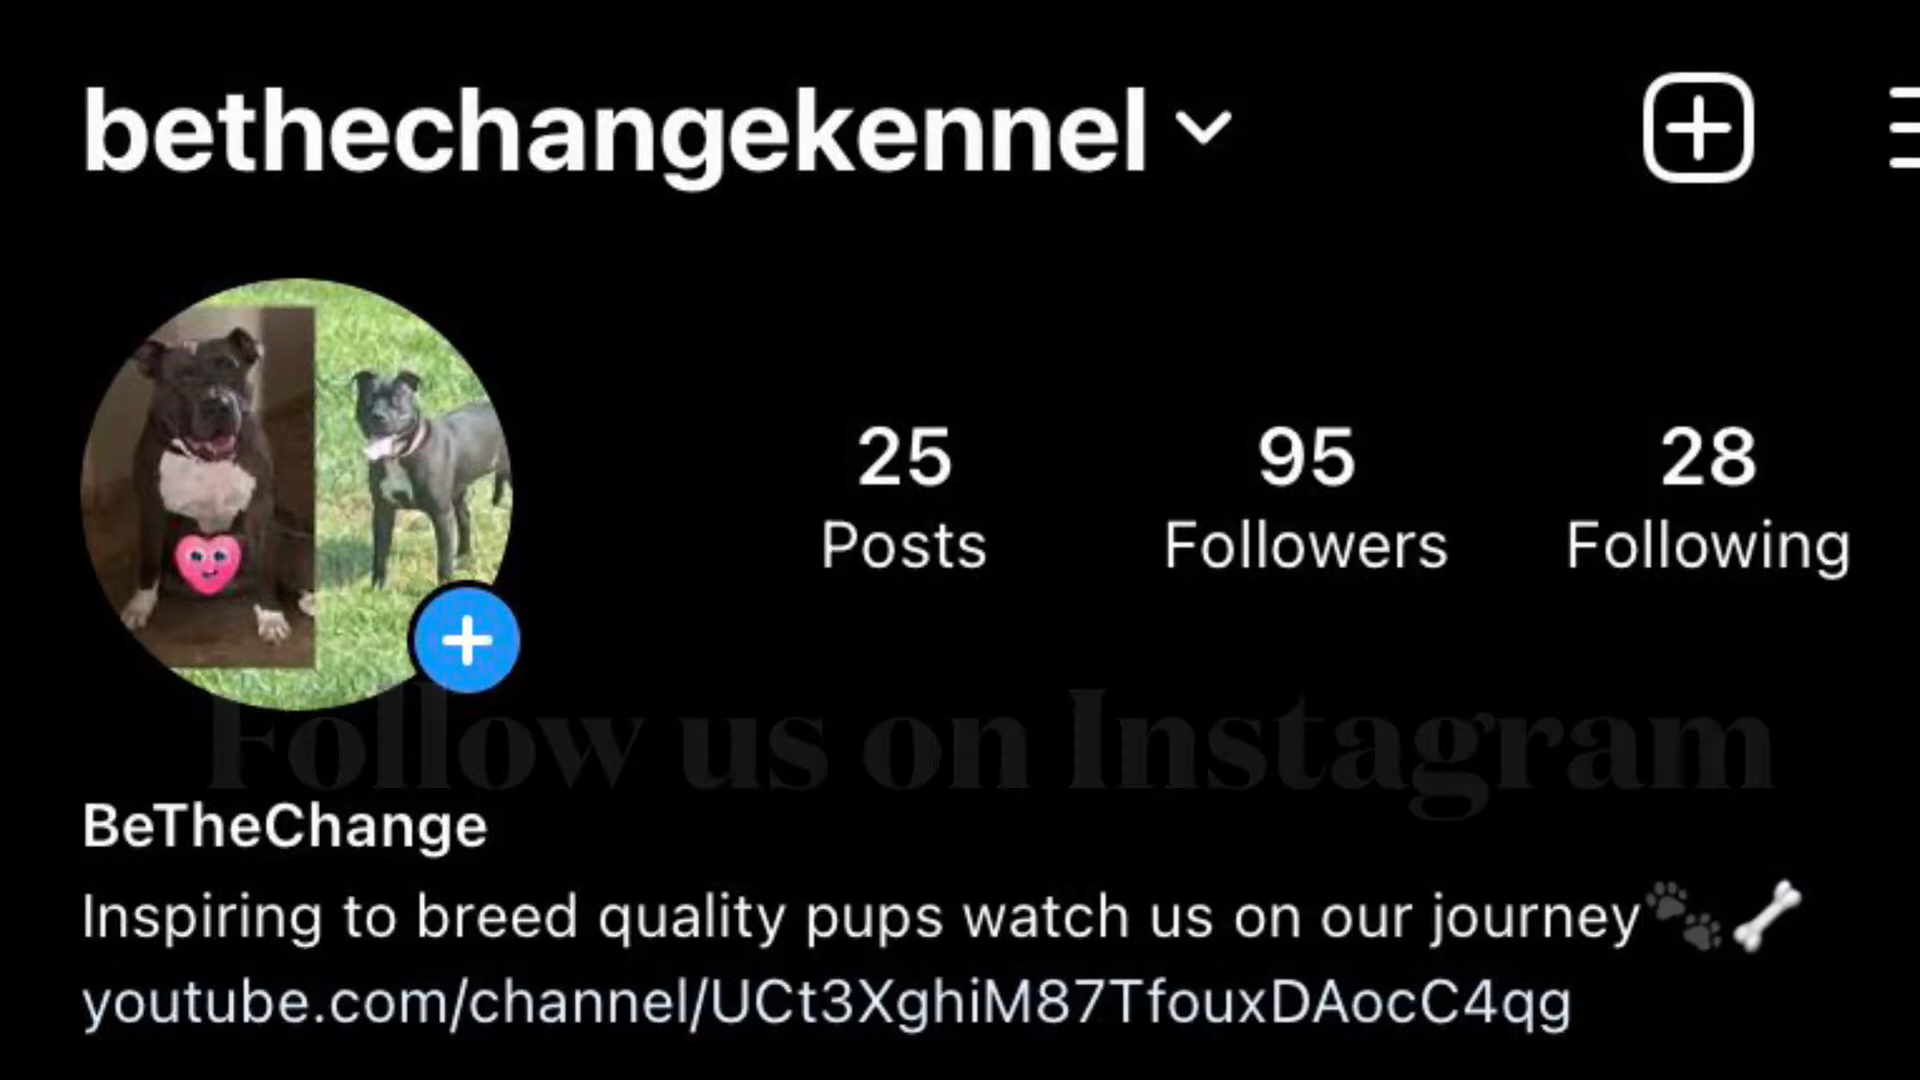 bethechangekennel
25 95 28
Posts Followers Following
Follow us on Instagram
BeTheChange
Inspiring to breed quality pups watch us on our journey🐾🦴
youtube.com/channel/UCt3XghiM87TfouxDAocC4qg